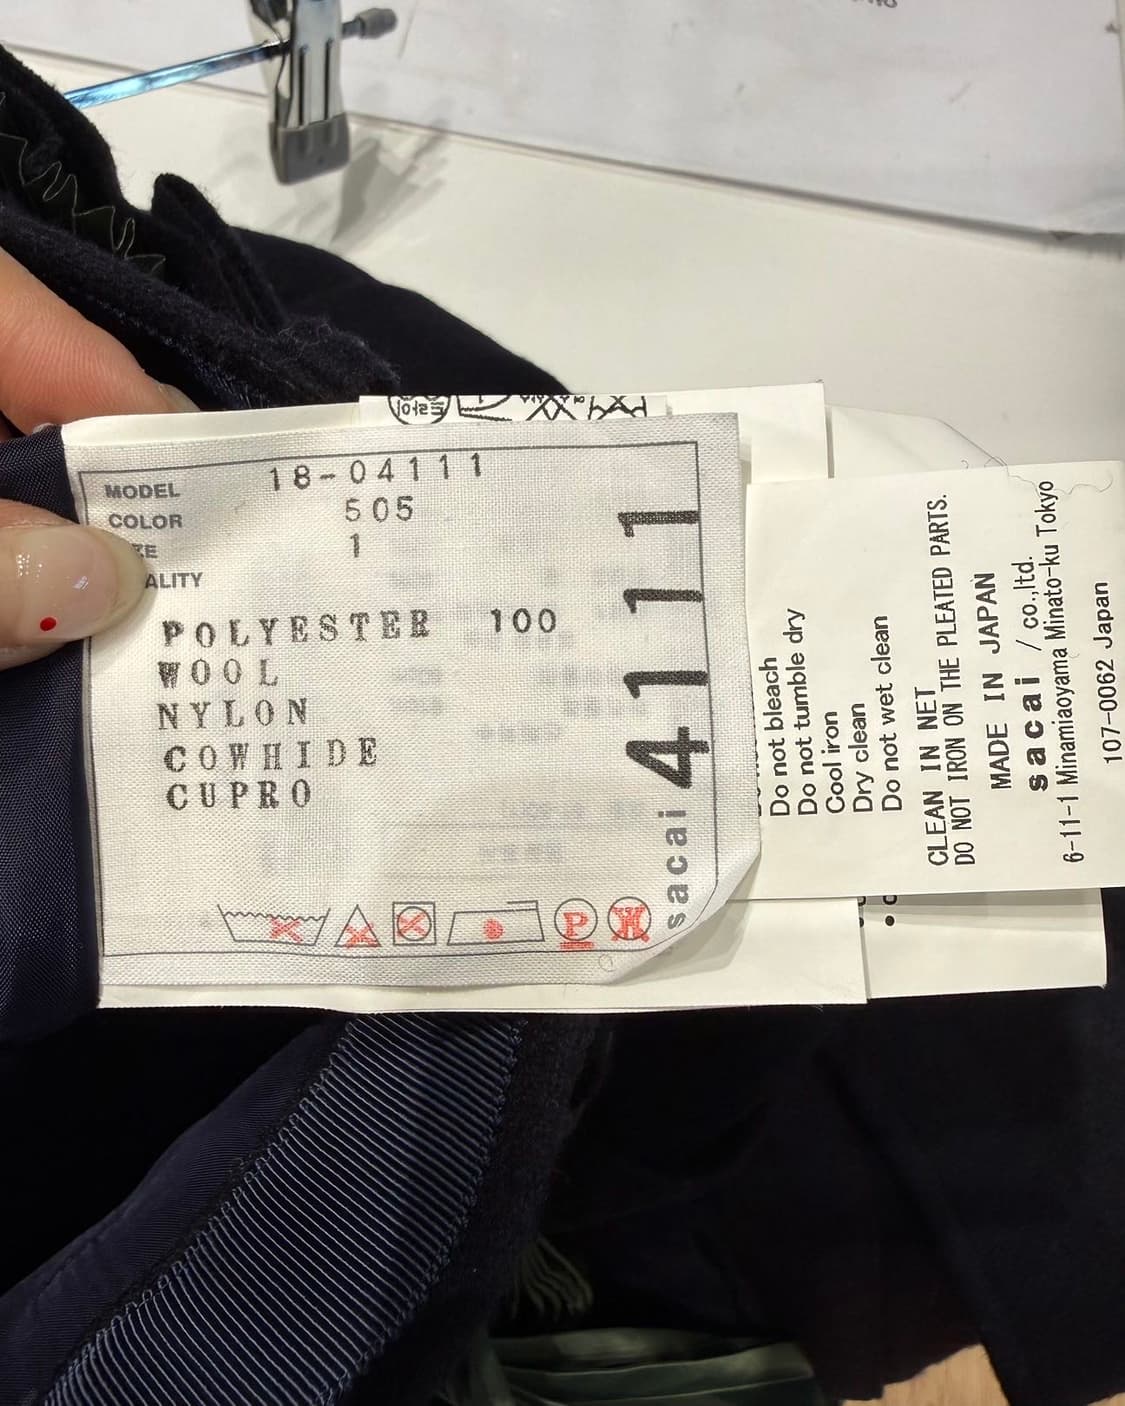 MODEL 18-04111
COLOR 505
ZE 1
ALITY
POLYESTER 100
WOOL
NYLON
COWHIDE
CUPRO
P W
sacai 41111
Do not bleach
Do not tumble dry
Cool iron
Dry clean
Do not wet clean
CLEAN IN NET
DO NOT IRON ON THE PLEATED PARTS.
MADE IN JAPAN
sacai / co.,ltd.
6-11-1 Minamiaoyama Minato-ku Tokyo
107-0062 Japan